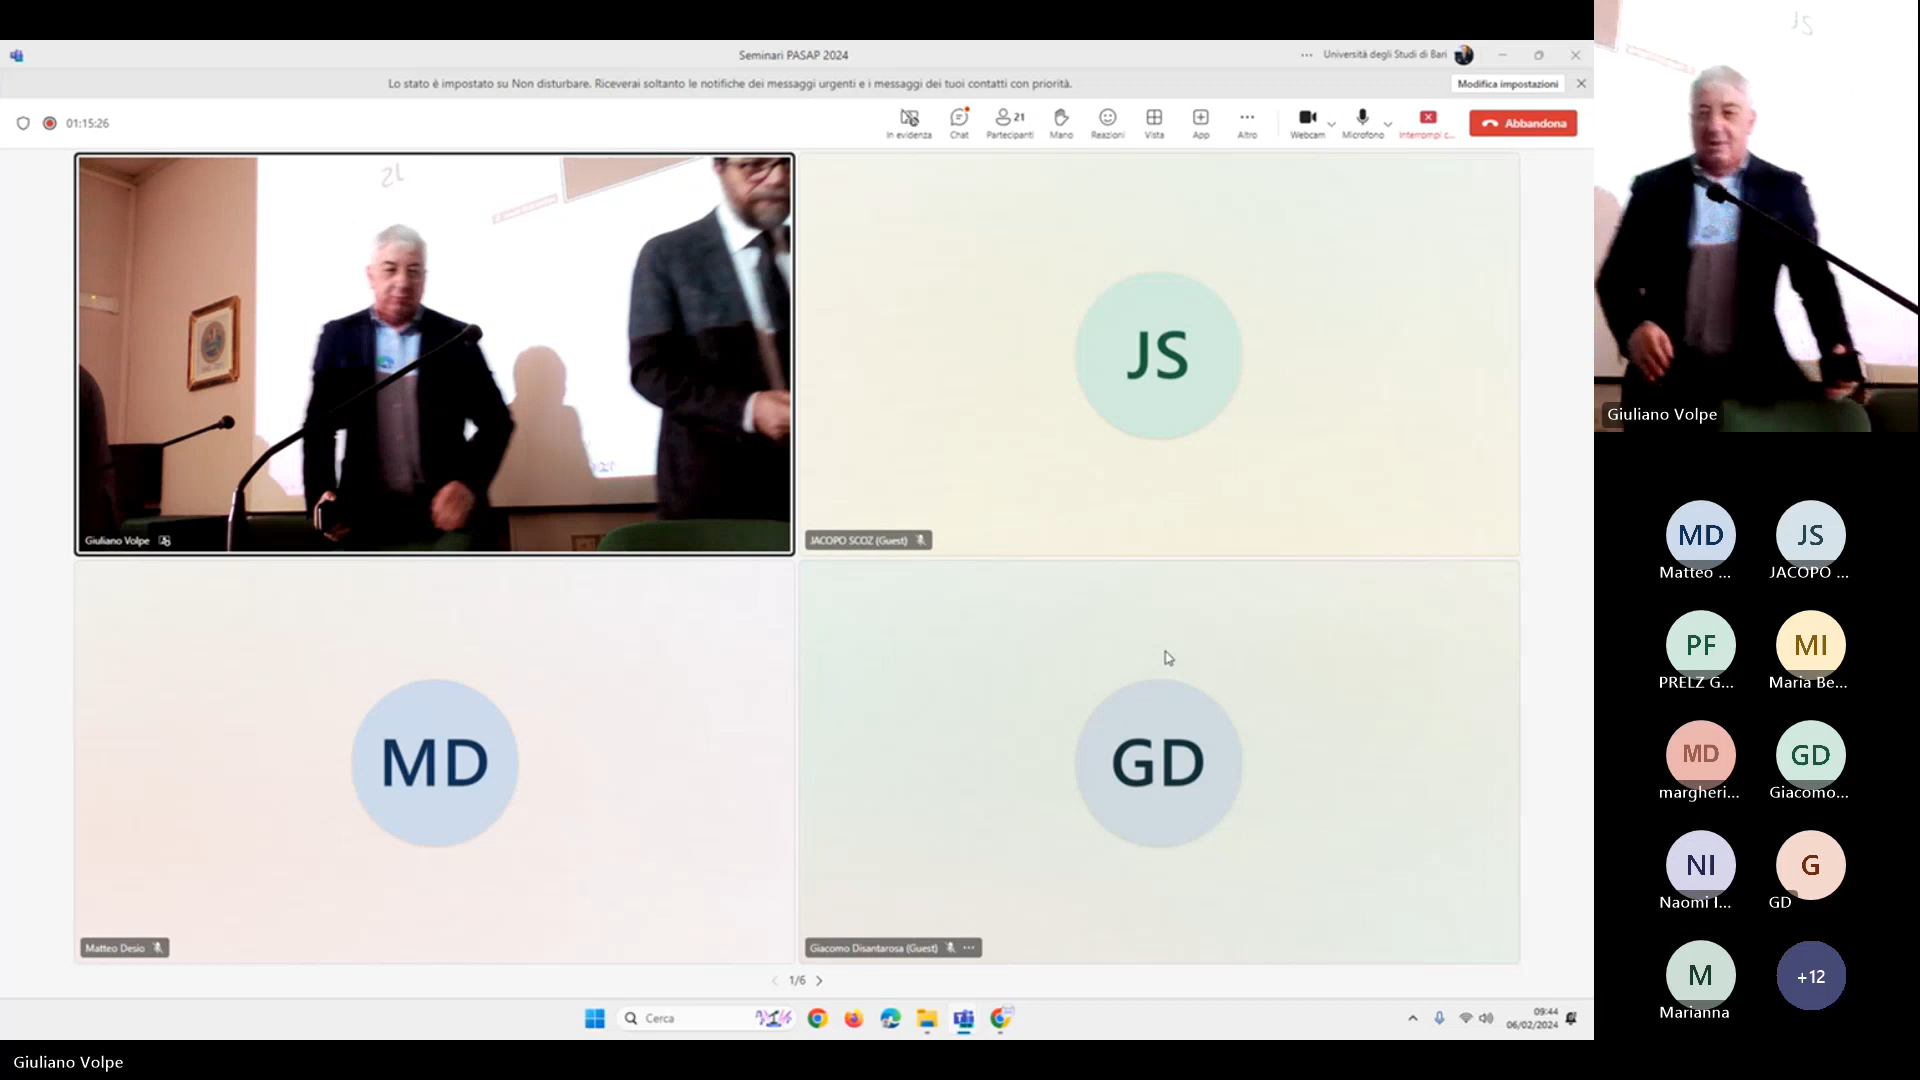 Seminari PASAP 2024
Università degli Studi di Bari
Lo stato è impostato su Non disturbare. Riceverai soltanto le notifiche dei messaggi urgenti e i messaggi dei tuoi contatti con priorità.
Modifica impostazioni
01:15:26
In evidenza
Chat
21
Partecipanti
Mano
Reazioni
Vista
App
Altro
Webcam
Microfono
Interrompi c...
Abbandona
Giuliano Volpe
JS
JACOPO SCOZ (Guest)
MD
Matteo Desio
GD
Giacomo Disantarosa (Guest)
1/6
Cerca
09:44
06/02/2024
Giuliano Volpe
JS
Giuliano Volpe
MD
Matteo ...
JS
JACOPO ...
PF
PRELZ G...
MI
Maria Be...
MD
margheri...
GD
Giacomo...
NI
Naomi I...
G
GD
M
Marianna
+12